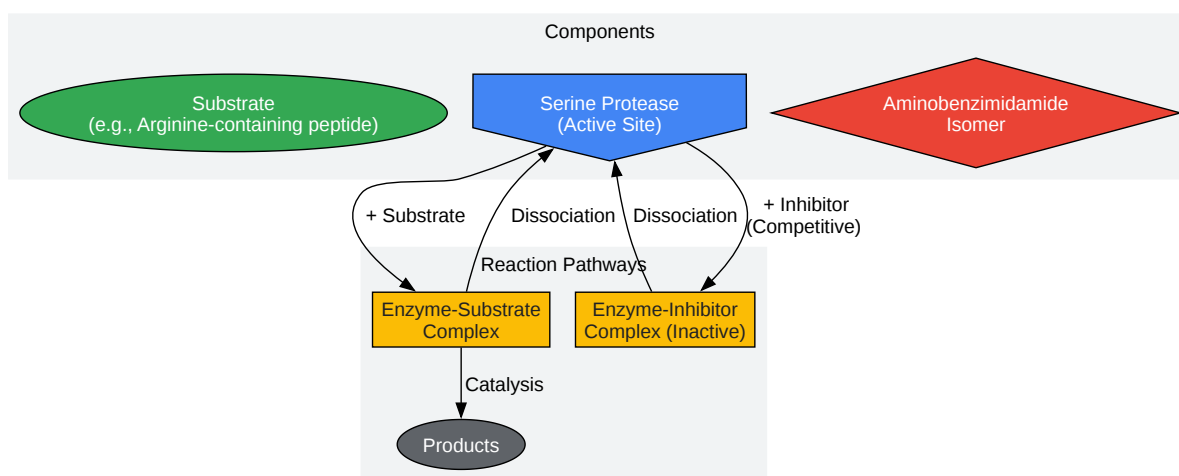 Components
Substrate
(e.g., Arginine-containing peptide)
Serine Protease
(Active Site)
Aminobenzimidamide
Isomer
+ Substrate
Dissociation
Dissociation
+ Inhibitor
(Competitive)
Reaction Pathways
Enzyme-Substrate
Complex
Enzyme-Inhibitor
Complex (Inactive)
Catalysis
Products